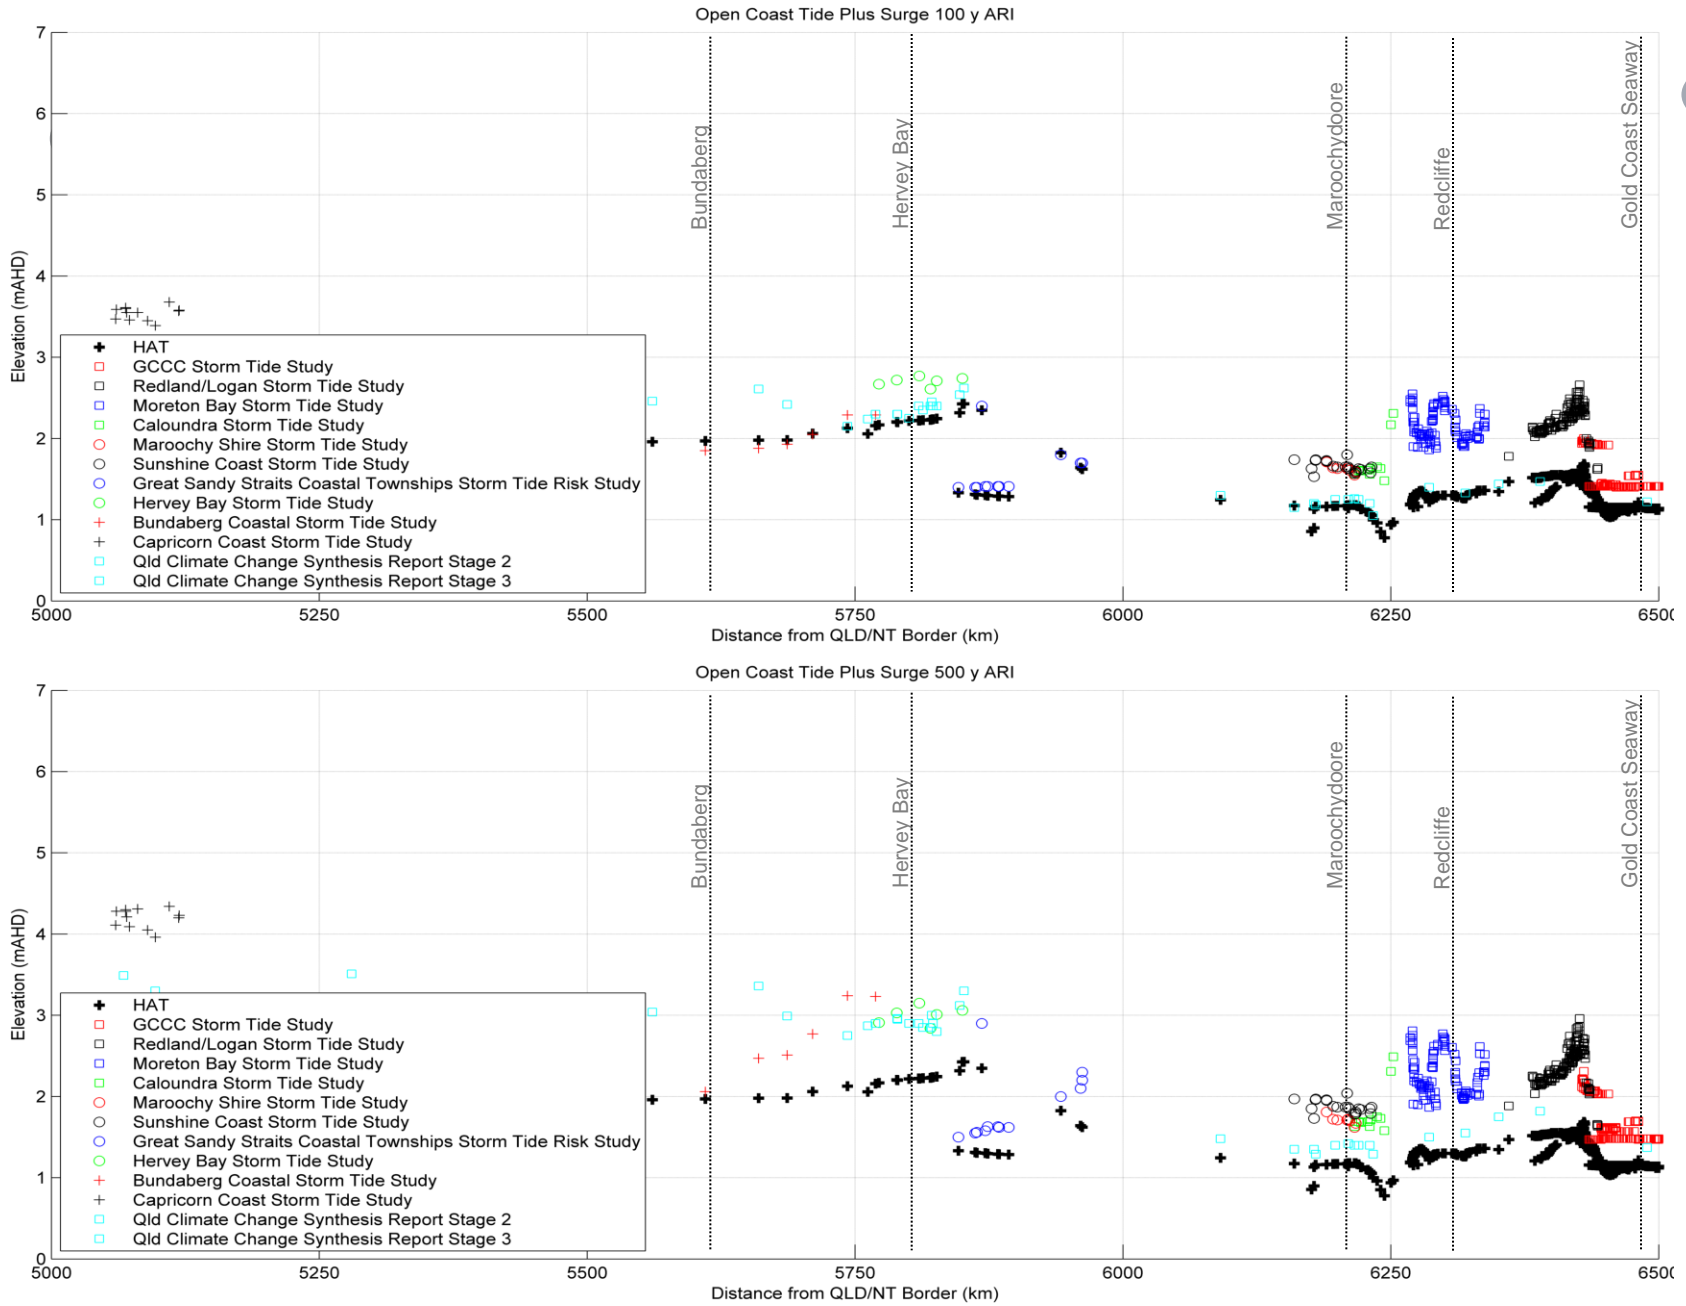 Open Coast Tide Plus Surge 100 y ARI
7
6
5
4
3
2
1
0
Elevation (mAHD)
Bundaberg
Hervey Bay
Maroochydoore
Redcliffe
Gold Coast Seaway
HAT
GCCC Storm Tide Study
Redland/Logan Storm Tide Study
Moreton Bay Storm Tide Study
Caloundra Storm Tide Study
Maroochy Shire Storm Tide Study
Sunshine Coast Storm Tide Study
Great Sandy Straits Coastal Townships Storm Tide Risk Study
Hervey Bay Storm Tide Study
Bundaberg Coastal Storm Tide Study
Capricorn Coast Storm Tide Study
Qld Climate Change Synthesis Report Stage 2
Qld Climate Change Synthesis Report Stage 3
5000 5250 5500 5750 6000 6250 6500
Distance from QLD/NT Border (km)
Open Coast Tide Plus Surge 500 y ARI
7
6
5
4
3
2
1
0
Elevation (mAHD)
Bundaberg
Hervey Bay
Maroochydoore
Redcliffe
Gold Coast Seaway
HAT
GCCC Storm Tide Study
Redland/Logan Storm Tide Study
Moreton Bay Storm Tide Study
Caloundra Storm Tide Study
Maroochy Shire Storm Tide Study
Sunshine Coast Storm Tide Study
Great Sandy Straits Coastal Townships Storm Tide Risk Study
Hervey Bay Storm Tide Study
Bundaberg Coastal Storm Tide Study
Capricorn Coast Storm Tide Study
Qld Climate Change Synthesis Report Stage 2
Qld Climate Change Synthesis Report Stage 3
5000 5250 5500 5750 6000 6250 6500
Distance from QLD/NT Border (km)